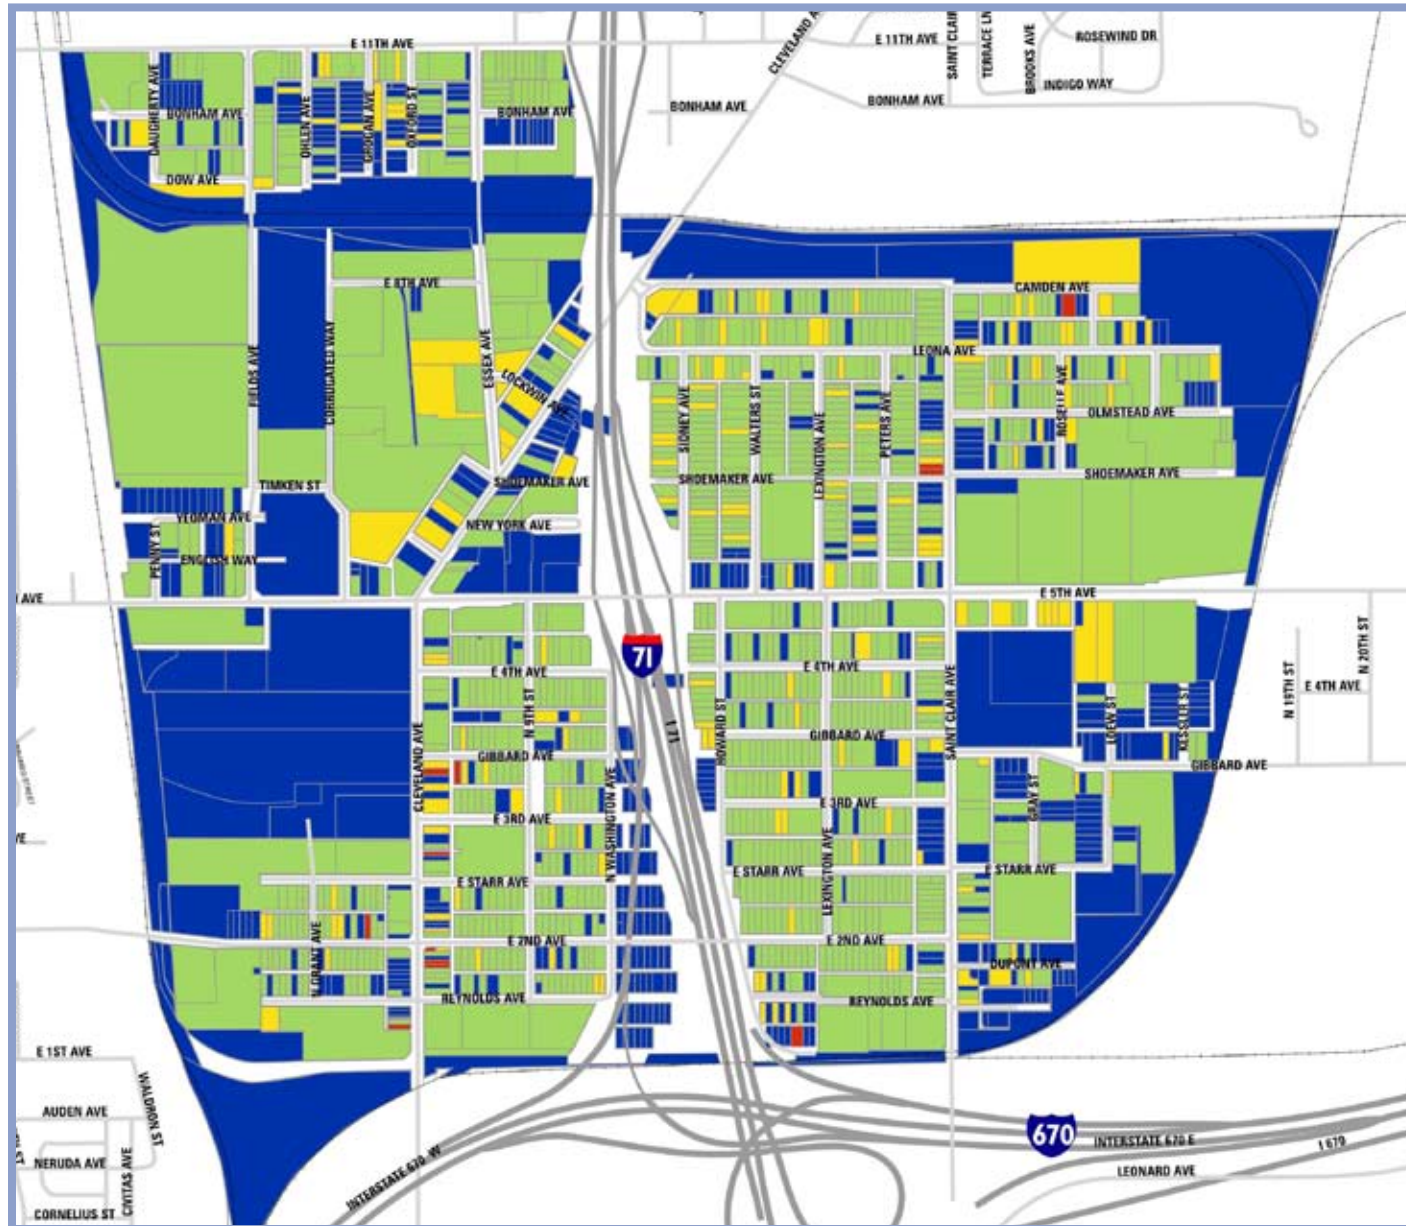 E 11TH AVE
CLEVELAND A
E 11TH AVE
SAINT CLAIR
TERRACE LN
BROOKS AVE
ROSEWIND DR
INDIGO WAY
DAUGHERTY AVE
BONHAM AVE
OHLEN AVE
GROGAN AVE
OXFORD ST
BONHAM AVE
BONHAM AVE
BONHAM AVE
DOW AVE
E 8TH AVE
CAMDEN AVE
FIELDS AVE
CORRUGATED WAY
ESSEX AVE
LOCKWIN AVE
LEONA AVE
SIDNEY AVE
WALTERS ST
LEXINGTON AVE
PETERS AVE
ROSELLE AVE
OLMSTEAD AVE
TIMKEN ST
SHOEMAKER AVE
SHOEMAKER AVE
SHOEMAKER AVE
YEOMAN AVE
NEW YORK AVE
PENNY ST
ENGLISH WAY
I AVE
E 5TH AVE
71
E 4TH AVE
N 9TH ST
E 4TH AVE
SAINT CLAIR AVE
N 19TH ST
N 20TH ST
E 4TH AVE
CLEVELAND AVE
I 71
HOWARD ST
LOEW ST
KESSLER ST
GIBBARD AVE
GIBBARD AVE
GIBBARD AVE
N WASHINGTON AVE
E 3RD AVE
E 3RD AVE
GRAY ST
VE
LEXINGTON AVE
E STARR AVE
E STARR AVE
E STARR AVE
N GRANT AVE
E 2ND AVE
E 2ND AVE
DUPONT AVE
REYNOLDS AVE
REYNOLDS AVE
E 1ST AVE
WALDRON ST
AUDEN AVE
NERUDA AVE
CIVITAS AVE
CORNELIUS ST
INTERSTATE 670 W
670
INTERSTATE 670 E
I 670
LEONARD AVE